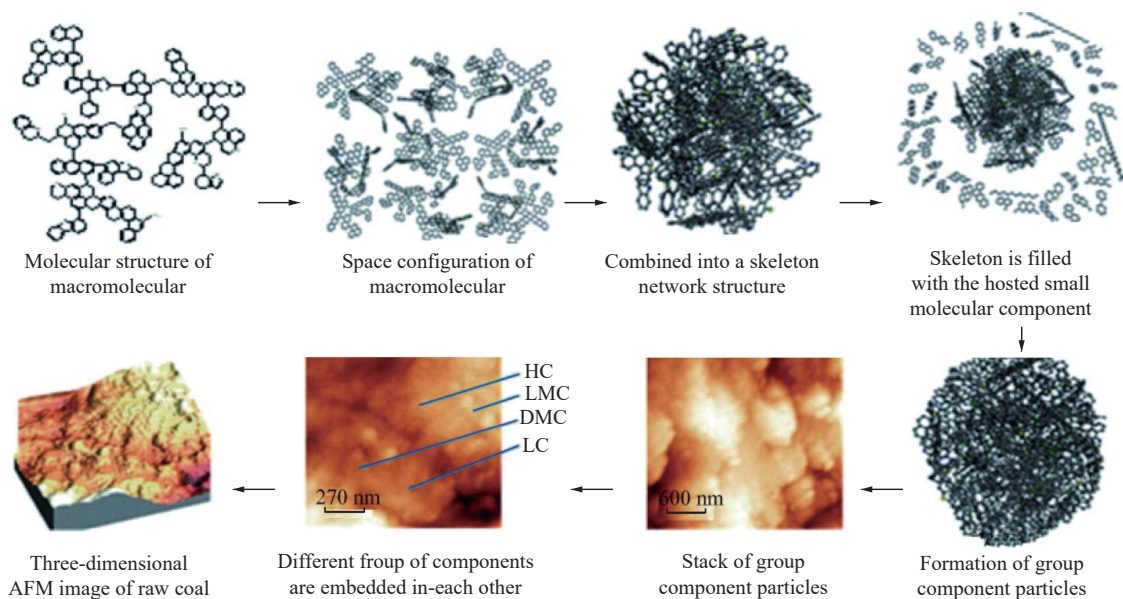 Molecular structure of
macromolecular
Space configuration of
macromolecular
Combined into a skeleton
network structure
Skeleton is filled
with the hosted small
molecular component
HC
LMC
DMC
LC
270 nm
600 nm
Three-dimensional
AFM image of raw coal
Different froup of components
are embedded in-each other
Stack of group
component particles
Formation of group
component particles